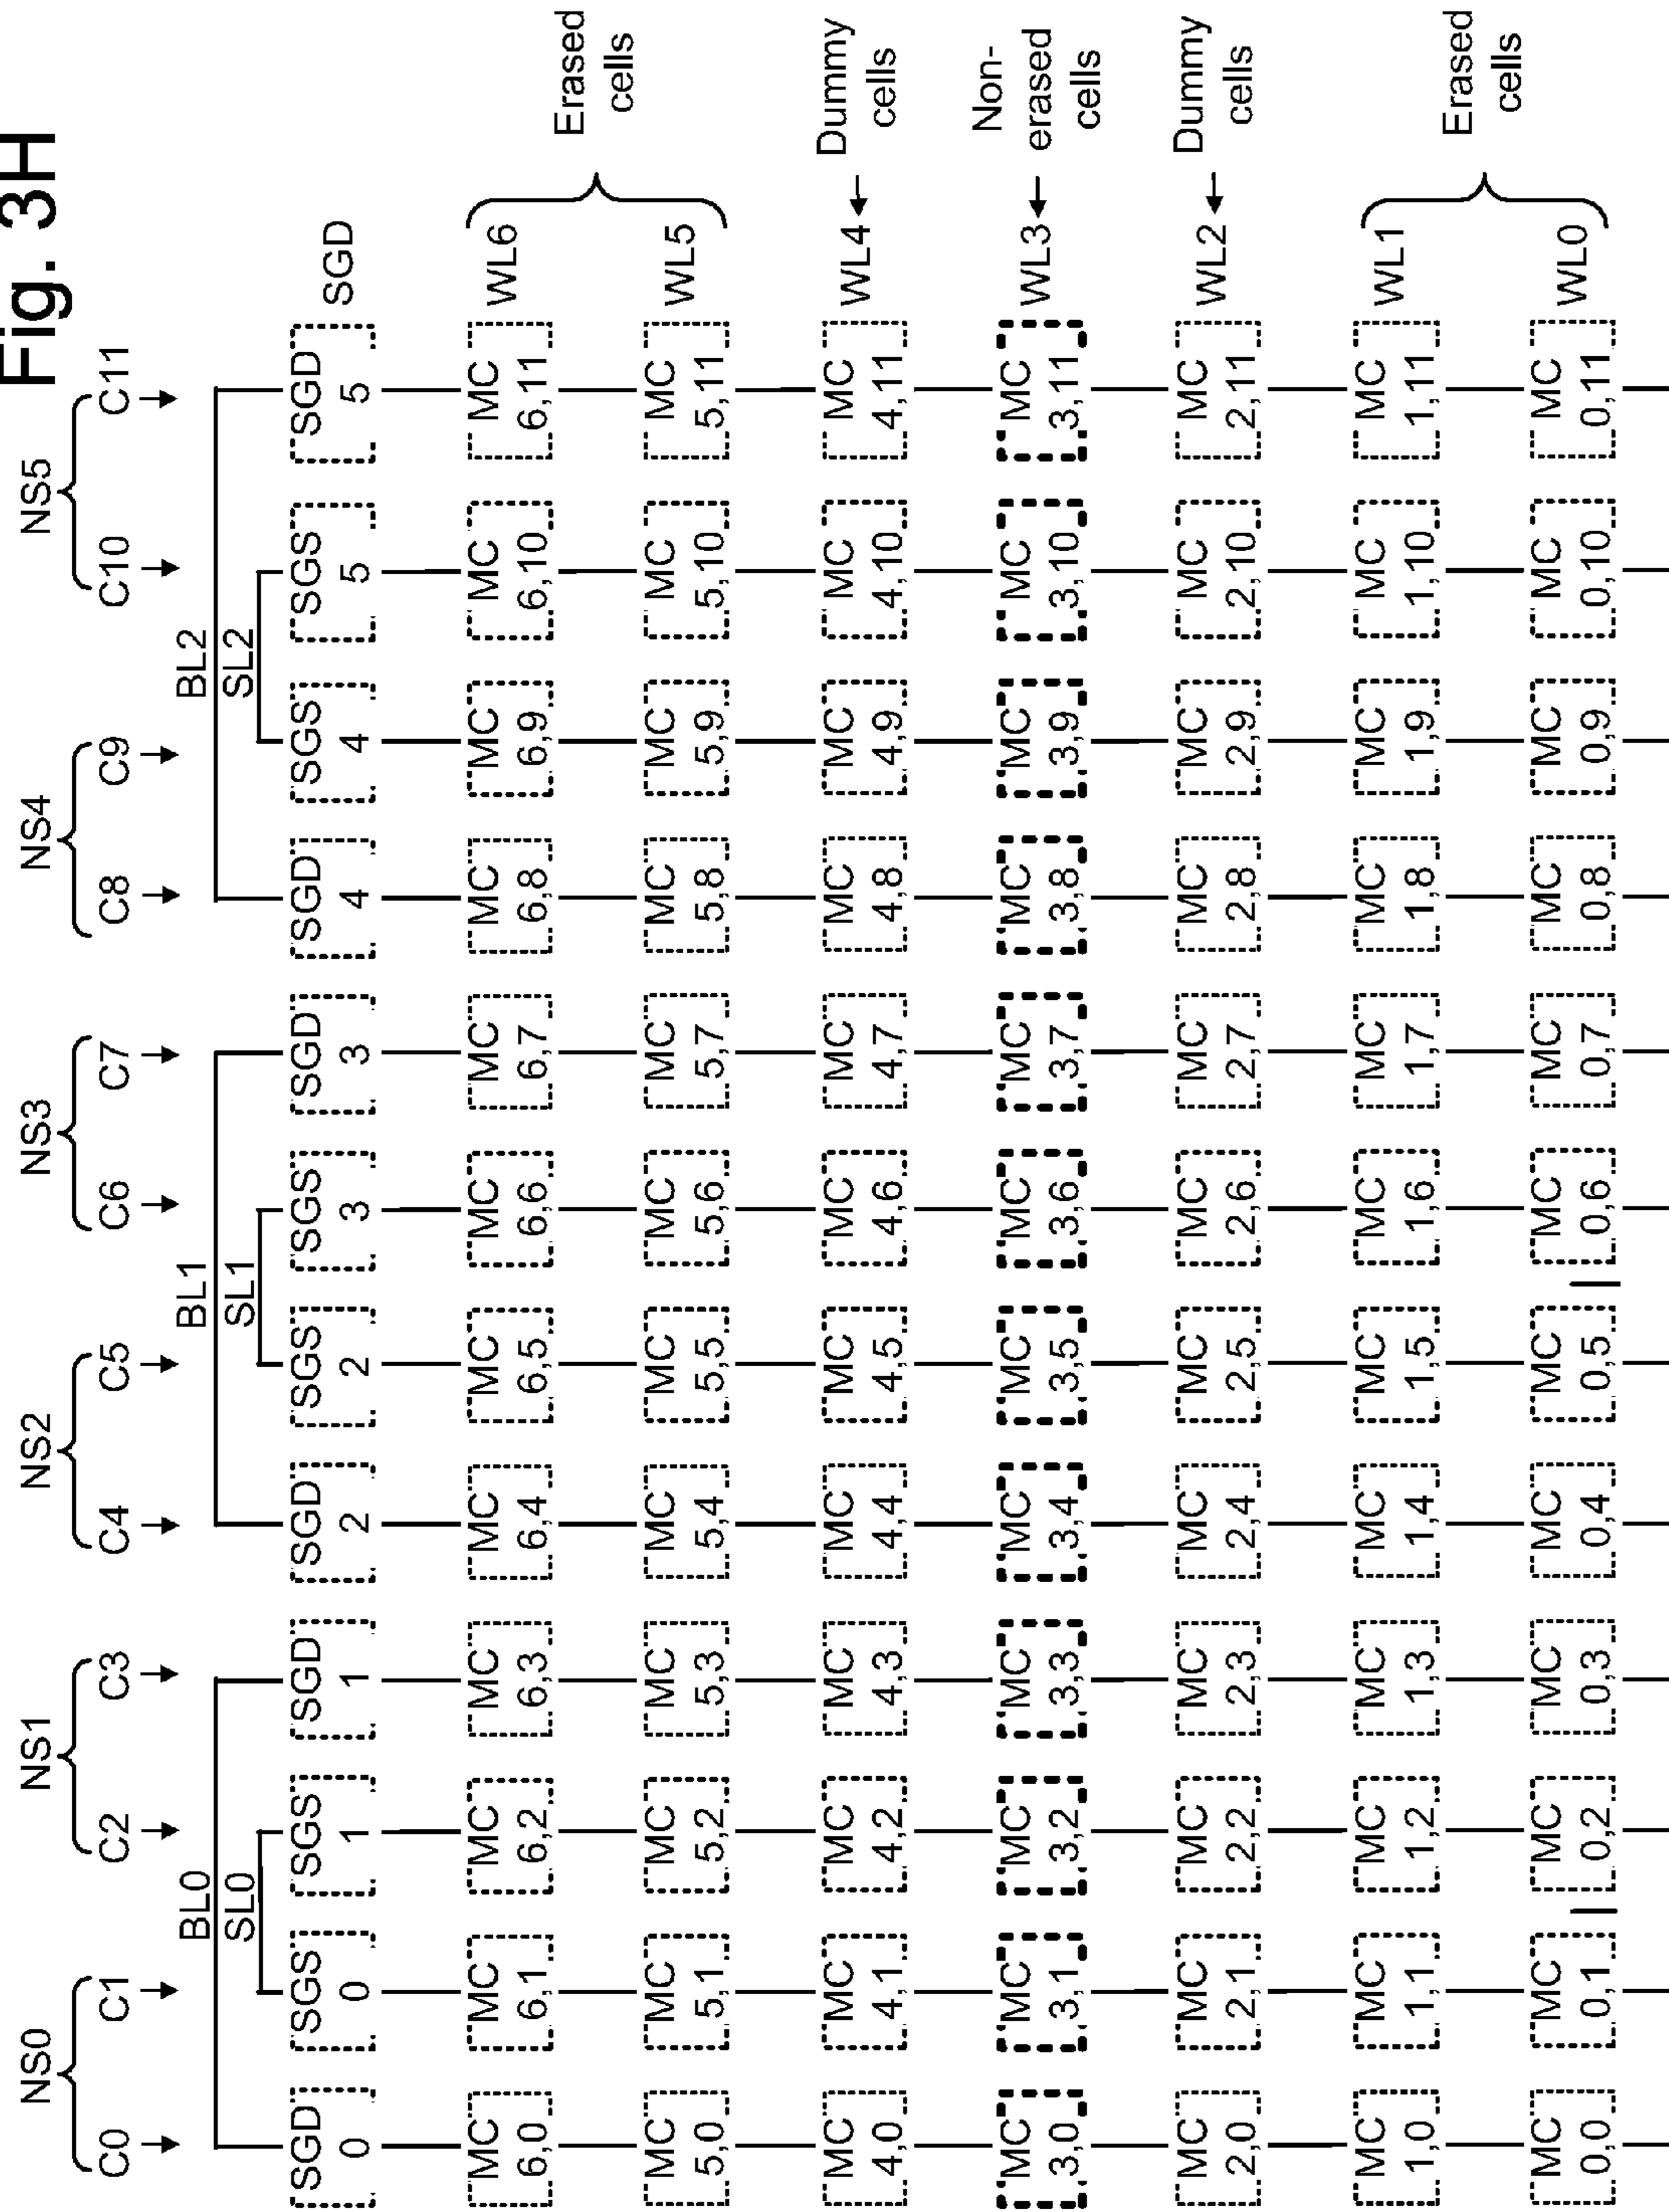 Fig. 3H
NS0 NS1 NS2 NS3 NS4 NS5
C0 C1 C2 C3 C4 C5 C6 C7 C8 C9 C10 C11
BL0 BL1 BL2
SL0 SL1 SL2
SGD 0 SGS 0 SGS 1 SGD 1 SGD 2 SGS 2 SGS 3 SGD 3 SGD 4 SGS 4 SGS 5 SGD 5 SGD
MC 6,0 MC 6,1 MC 6,2 MC 6,3 MC 6,4 MC 6,5 MC 6,6 MC 6,7 MC 6,8 MC 6,9 MC 6,10 MC 6,11 WL6
Erased cells
MC 5,0 MC 5,1 MC 5,2 MC 5,3 MC 5,4 MC 5,5 MC 5,6 MC 5,7 MC 5,8 MC 5,9 MC 5,10 MC 5,11 WL5
MC 4,0 MC 4,1 MC 4,2 MC 4,3 MC 4,4 MC 4,5 MC 4,6 MC 4,7 MC 4,8 MC 4,9 MC 4,10 MC 4,11 WL4 Dummy cells
MC 3,0 MC 3,1 MC 3,2 MC 3,3 MC 3,4 MC 3,5 MC 3,6 MC 3,7 MC 3,8 MC 3,9 MC 3,10 MC 3,11 WL3 Non-erased cells
MC 2,0 MC 2,1 MC 2,2 MC 2,3 MC 2,4 MC 2,5 MC 2,6 MC 2,7 MC 2,8 MC 2,9 MC 2,10 MC 2,11 WL2 Dummy cells
MC 1,0 MC 1,1 MC 1,2 MC 1,3 MC 1,4 MC 1,5 MC 1,6 MC 1,7 MC 1,8 MC 1,9 MC 1,10 MC 1,11 WL1
Erased cells
MC 0,0 MC 0,1 MC 0,2 MC 0,3 MC 0,4 MC 0,5 MC 0,6 MC 0,7 MC 0,8 MC 0,9 MC 0,10 MC 0,11 WL0